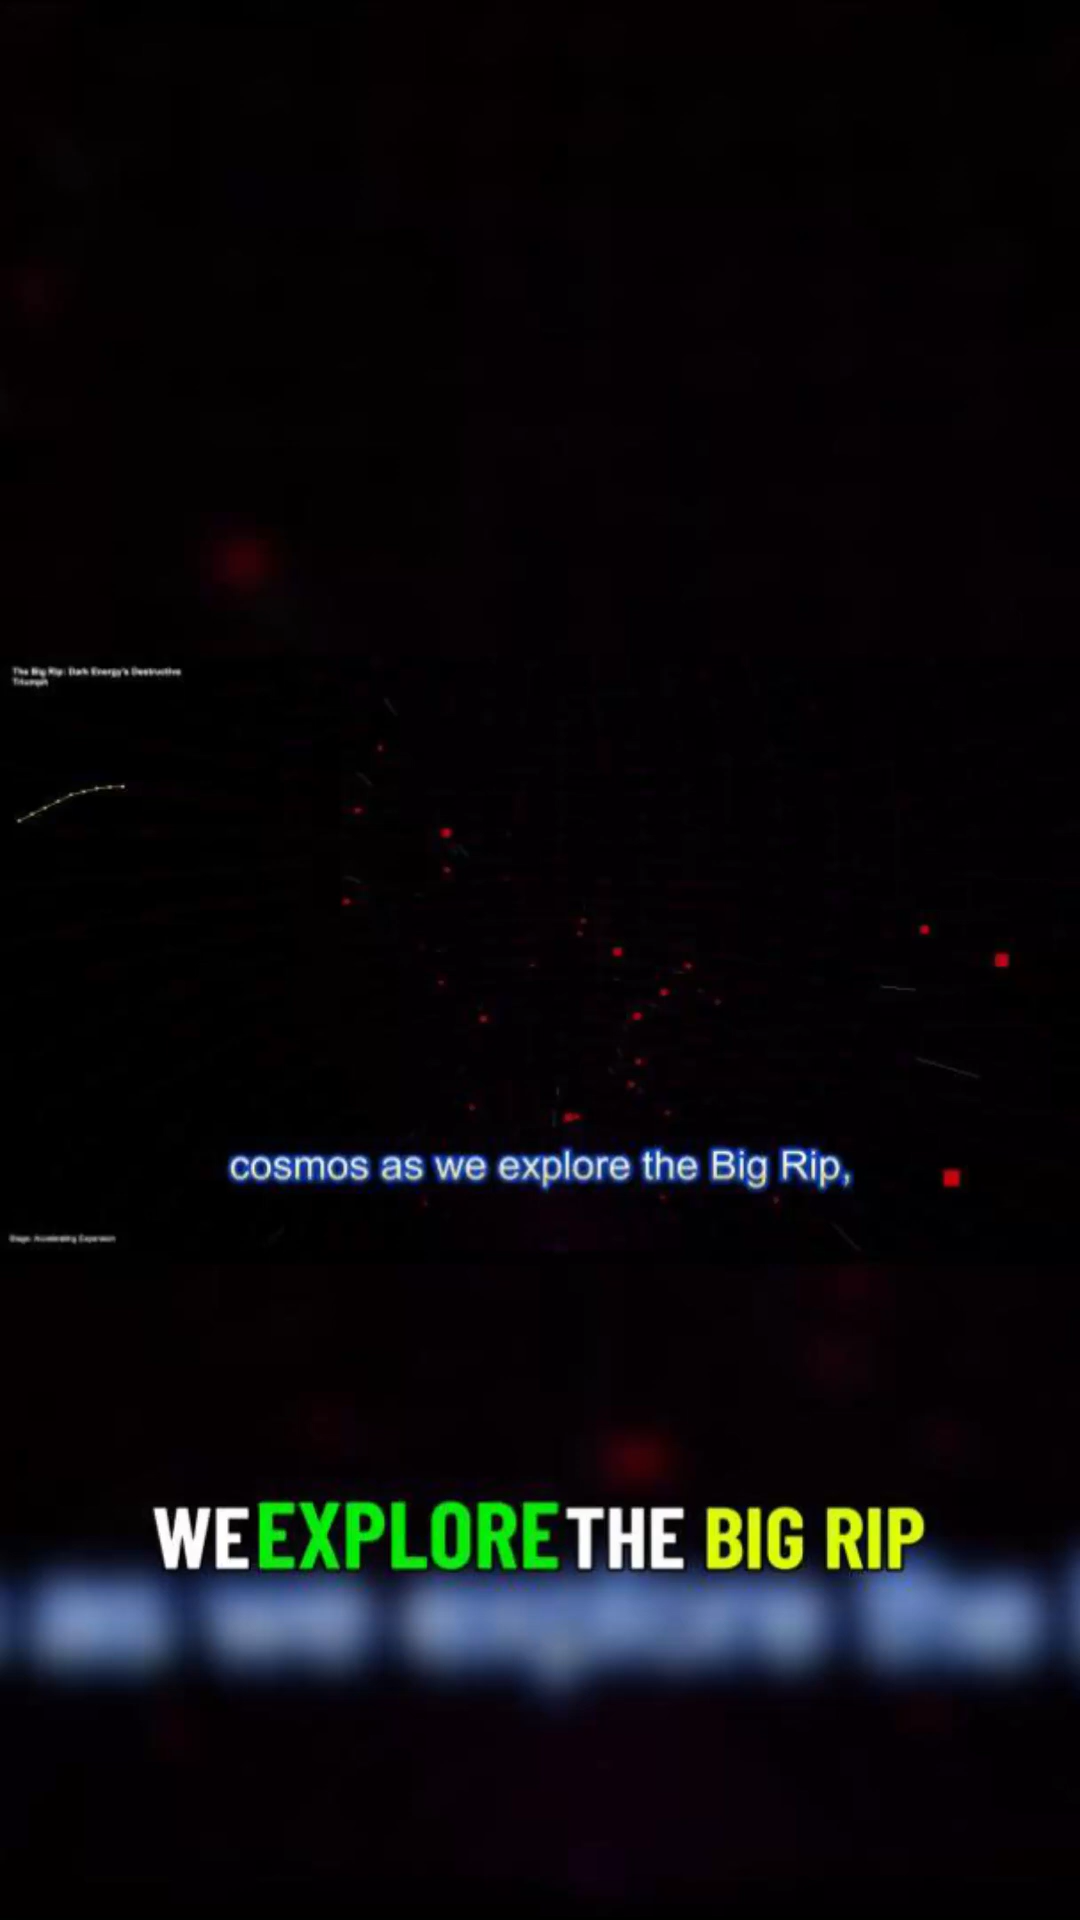 The Big Rip: Dark Energy's Destructive
Triumph
cosmos as we explore the Big Rip,
Stage: Accelerating Expansion
WE EXPLORE THE BIG RIP